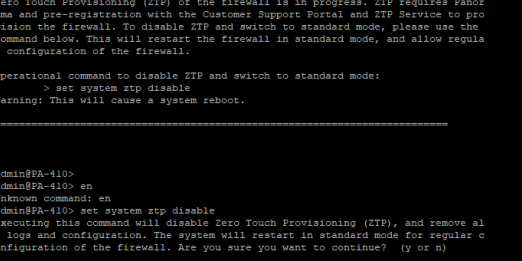 ero Touch Provisioning (ZTP) of the firewall is in progress. ZTP requires Panor
ma and pre-registration with the Customer Support Portal and ZTP Service to pro
ision the firewall. To disable ZTP and switch to standard mode, please use the
ommand below. This will restart the firewall in standard mode, and allow regula
 configuration of the firewall.
perational command to disable ZTP and switch to standard mode:
> set system ztp disable
arning: This will cause a system reboot.
=========================================================================
dmin@PA-410>
dmin@PA-410> en
nknown command: en
dmin@PA-410> set system ztp disable
xecuting this command will disable Zero Touch Provisioning (ZTP), and remove al
 logs and configuration. The system will restart in standard mode for regular c
nfiguration of the firewall. Are you sure you want to continue?  (y or n)